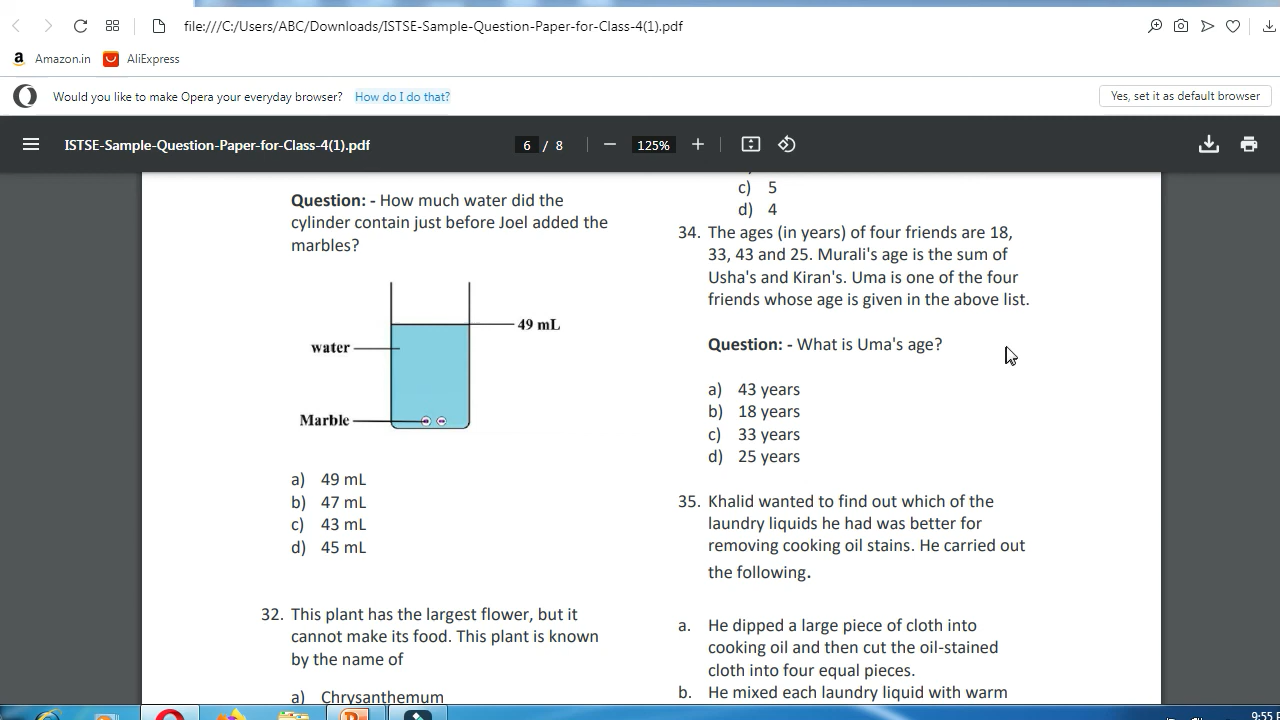 file:///C:/Users/ABC/Downloads/ISTSE-Sample-Question-Paper-for-Class-4(1).pdf
Amazon.in AliExpress
Would you like to make Opera your everyday browser? How do I do that? Yes, set it as default browser
ISTSE-Sample-Question-Paper-for-Class-4(1).pdf 6 / 8 125%
Question: - How much water did the
cylinder contain just before Joel added the
marbles?
49 mL
water
Marble
a) 49 mL
b) 47 mL
c) 43 mL
d) 45 mL
32. This plant has the largest flower, but it
cannot make its food. This plant is known
by the name of
a) Chrysanthemum
c) 5
d) 4
34. The ages (in years) of four friends are 18,
33, 43 and 25. Murali's age is the sum of
Usha's and Kiran's. Uma is one of the four
friends whose age is given in the above list.
Question: - What is Uma's age?
a) 43 years
b) 18 years
c) 33 years
d) 25 years
35. Khalid wanted to find out which of the
laundry liquids he had was better for
removing cooking oil stains. He carried out
the following.
a. He dipped a large piece of cloth into
cooking oil and then cut the oil-stained
cloth into four equal pieces.
b. He mixed each laundry liquid with warm
9:55